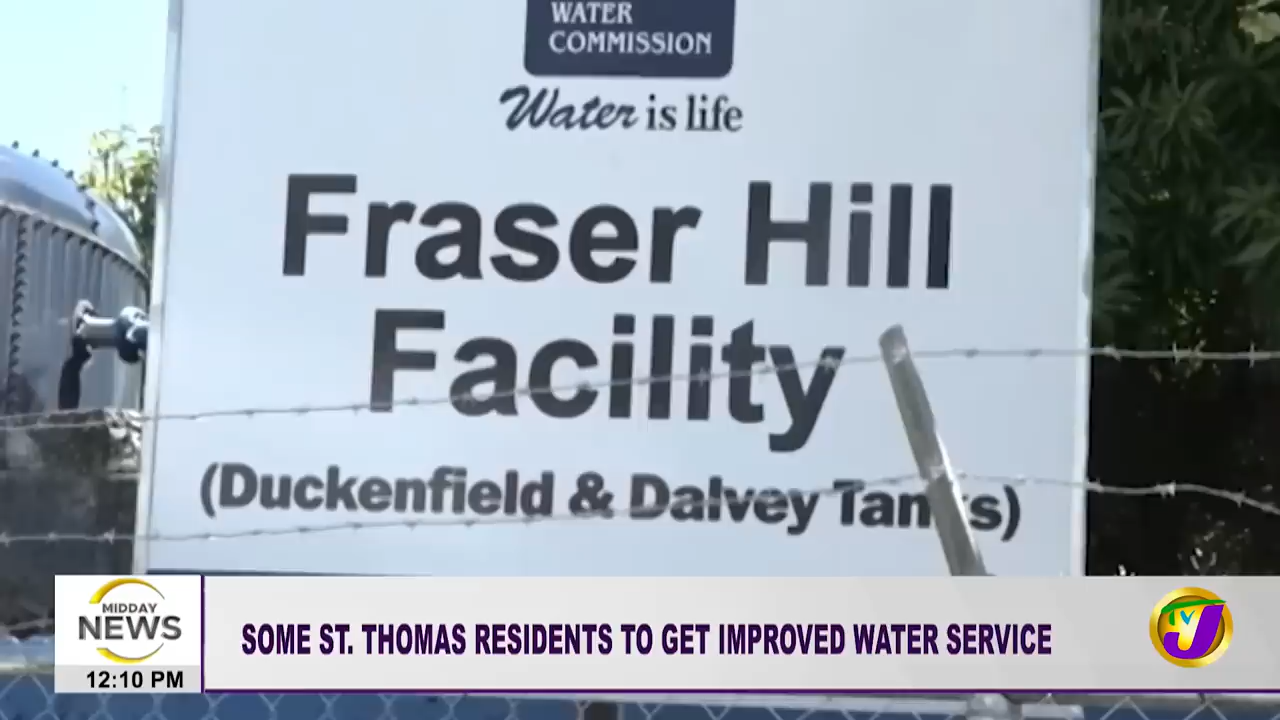 WATER
COMMISSION
Water is life
Fraser Hill
Facility
(Duckenfield & Dalvey Tanks)
MIDDAY
NEWS
12:10 PM
SOME ST. THOMAS RESIDENTS TO GET IMPROVED WATER SERVICE
TVJ